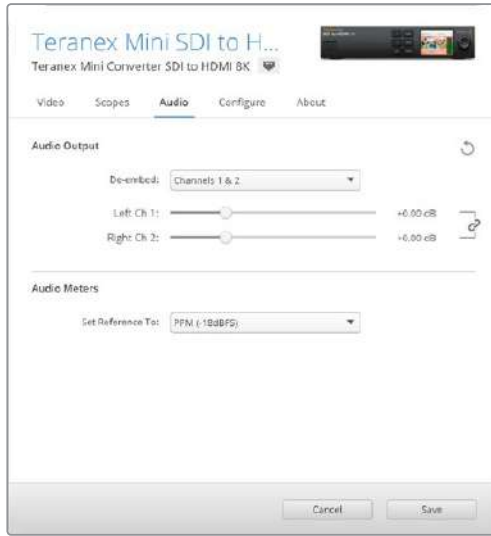 Teranex Mini SDI to H...
Teranex Mini Converter SDI to HDMI 8K
Video Scopes Audio Configure About
Audio Output
De-embed: Channels 1 & 2
Left Ch 1: +6.00 dB
Right Ch 2: +6.00 dB
Audio Meters
Set Reference To: PPM (-18dBFS)
Cancel Save